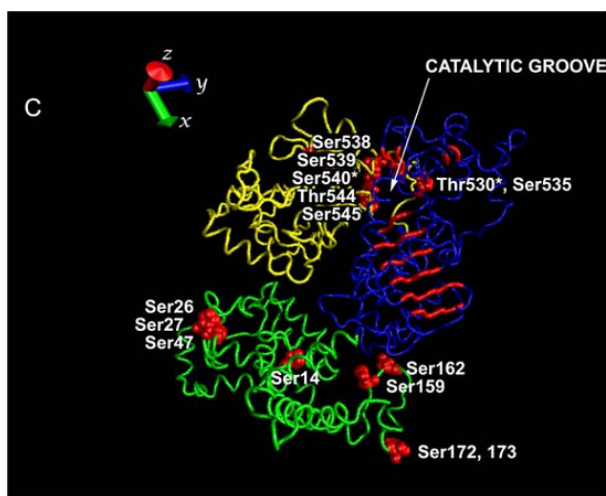 z
y
x
C
CATALYTIC GROOVE
Ser538
Ser539
Ser540*
Thr544
Ser545
Thr530*, Ser535
Ser26
Ser27
Ser47
Ser14
Ser162
Ser159
Ser172, 173